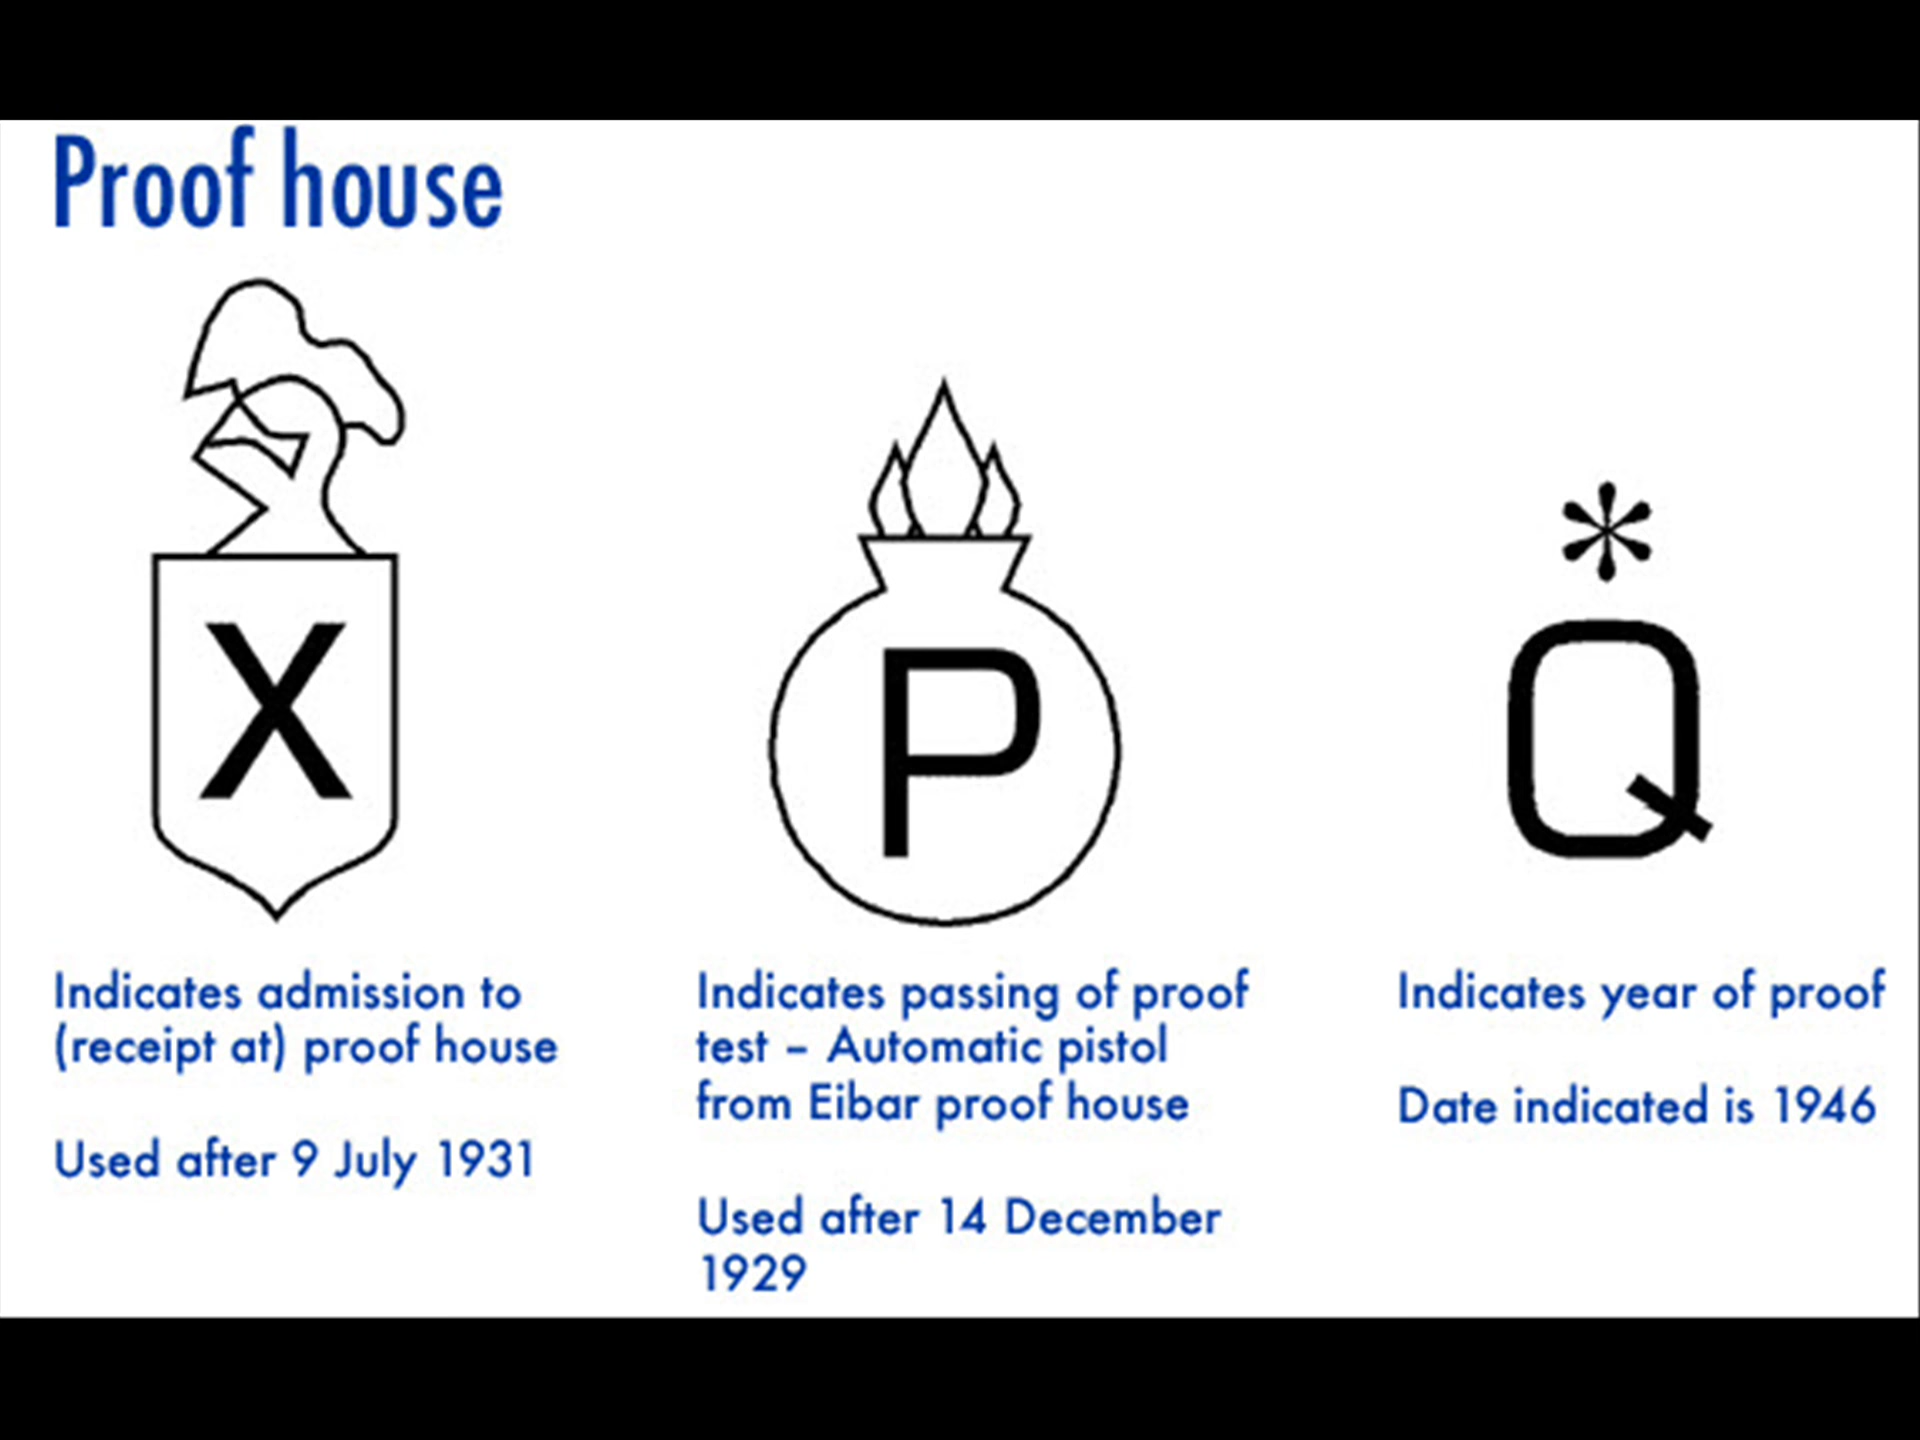 Proof house
X
P
*
Q
Indicates admission to
(receipt at) proof house
Used after 9 July 1931
Indicates passing of proof
test – Automatic pistol
from Eibar proof house
Used after 14 December
1929
Indicates year of proof
Date indicated is 1946